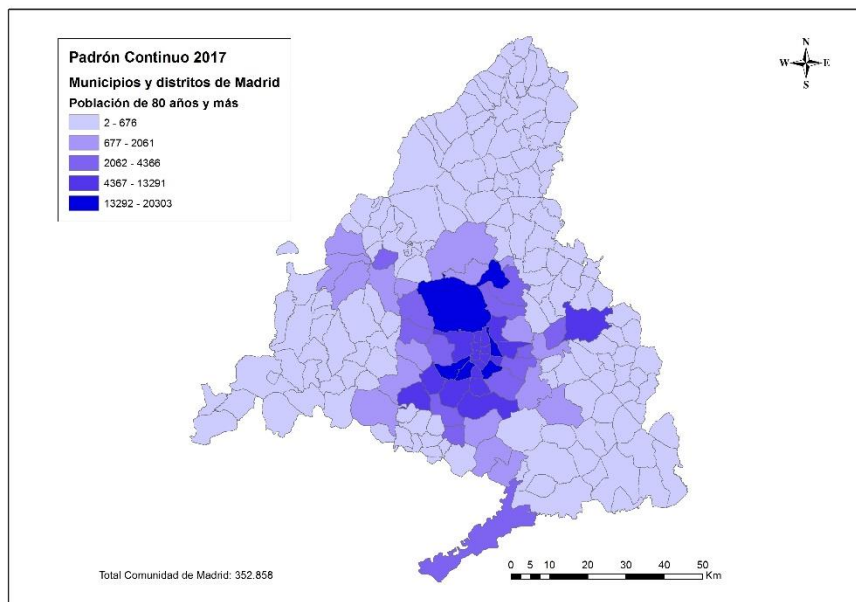 Padrón Continuo 2017
Municipios y distritos de Madrid
Población de 80 años y más
2 - 676
677 - 2061
2062 - 4366
4367 - 13291
13292 - 20303
N
W E
S
Total Comunidad de Madrid: 352.858
0 5 10 20 30 40 50
Km